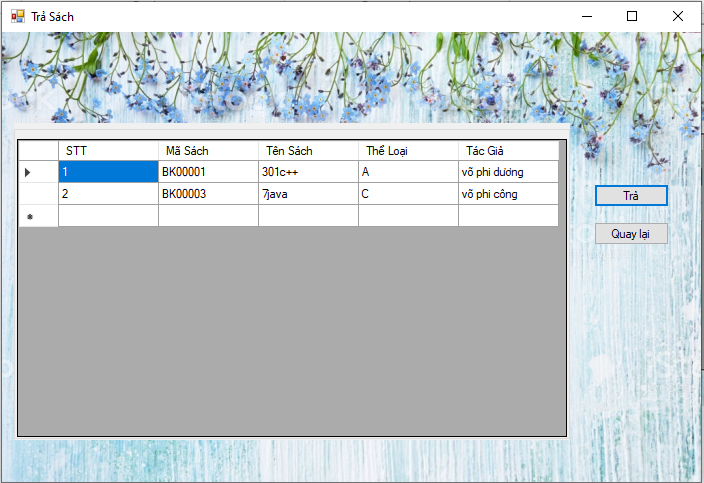 Trả Sách
STT Mã Sách Tên Sách Thể Loại Tác Giả
1 BK00001 301c++ A võ phi dương
2 BK00003 7java C võ phi công
Trả
Quay lại